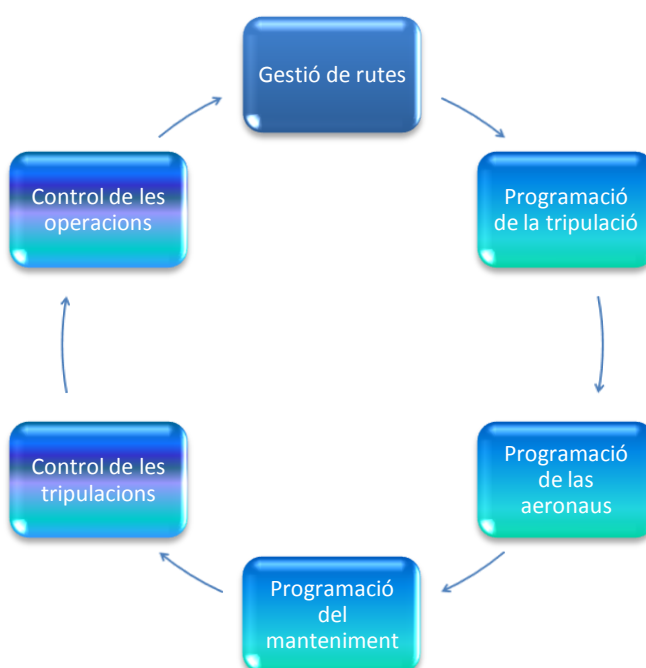 Gestió de rutes
Programació
de la tripulació
Programació
de las
aeronaus
Programació
del
manteniment
Control de les
tripulacions
Control de les
operacions